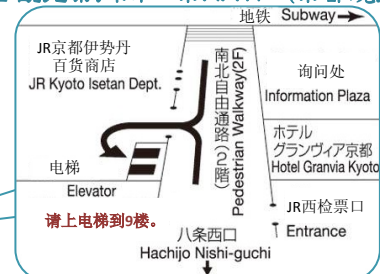 地铁 Subway
JR京都伊势丹
百货商店
JR Kyoto Isetan Dept.
南北自由通路(2階)
Pedestrian Walkway(2F)
询问处
Information Plaza
ホテル
グランヴィア京都
Hotel Granvia Kyoto
电梯
Elevator
请上电梯到9楼。
JR西检票口
Entrance
八条西口
Hachijo Nishi-guchi